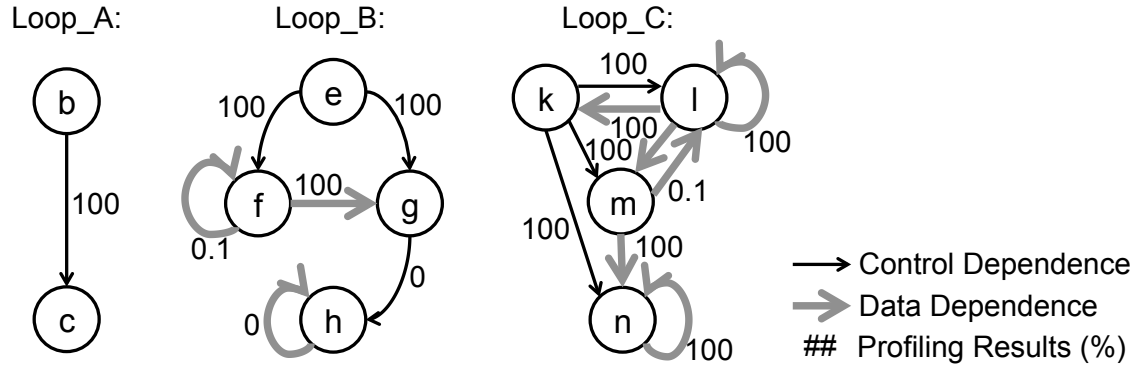 Loop_A:
b
100
c
Loop_B:
e
100
100
f
100
g
0.1
0
h
0
Loop_C:
k
100
l
100
100
100
100
m
0.1
100
100
n
100
Control Dependence
Data Dependence
## Profiling Results (%)